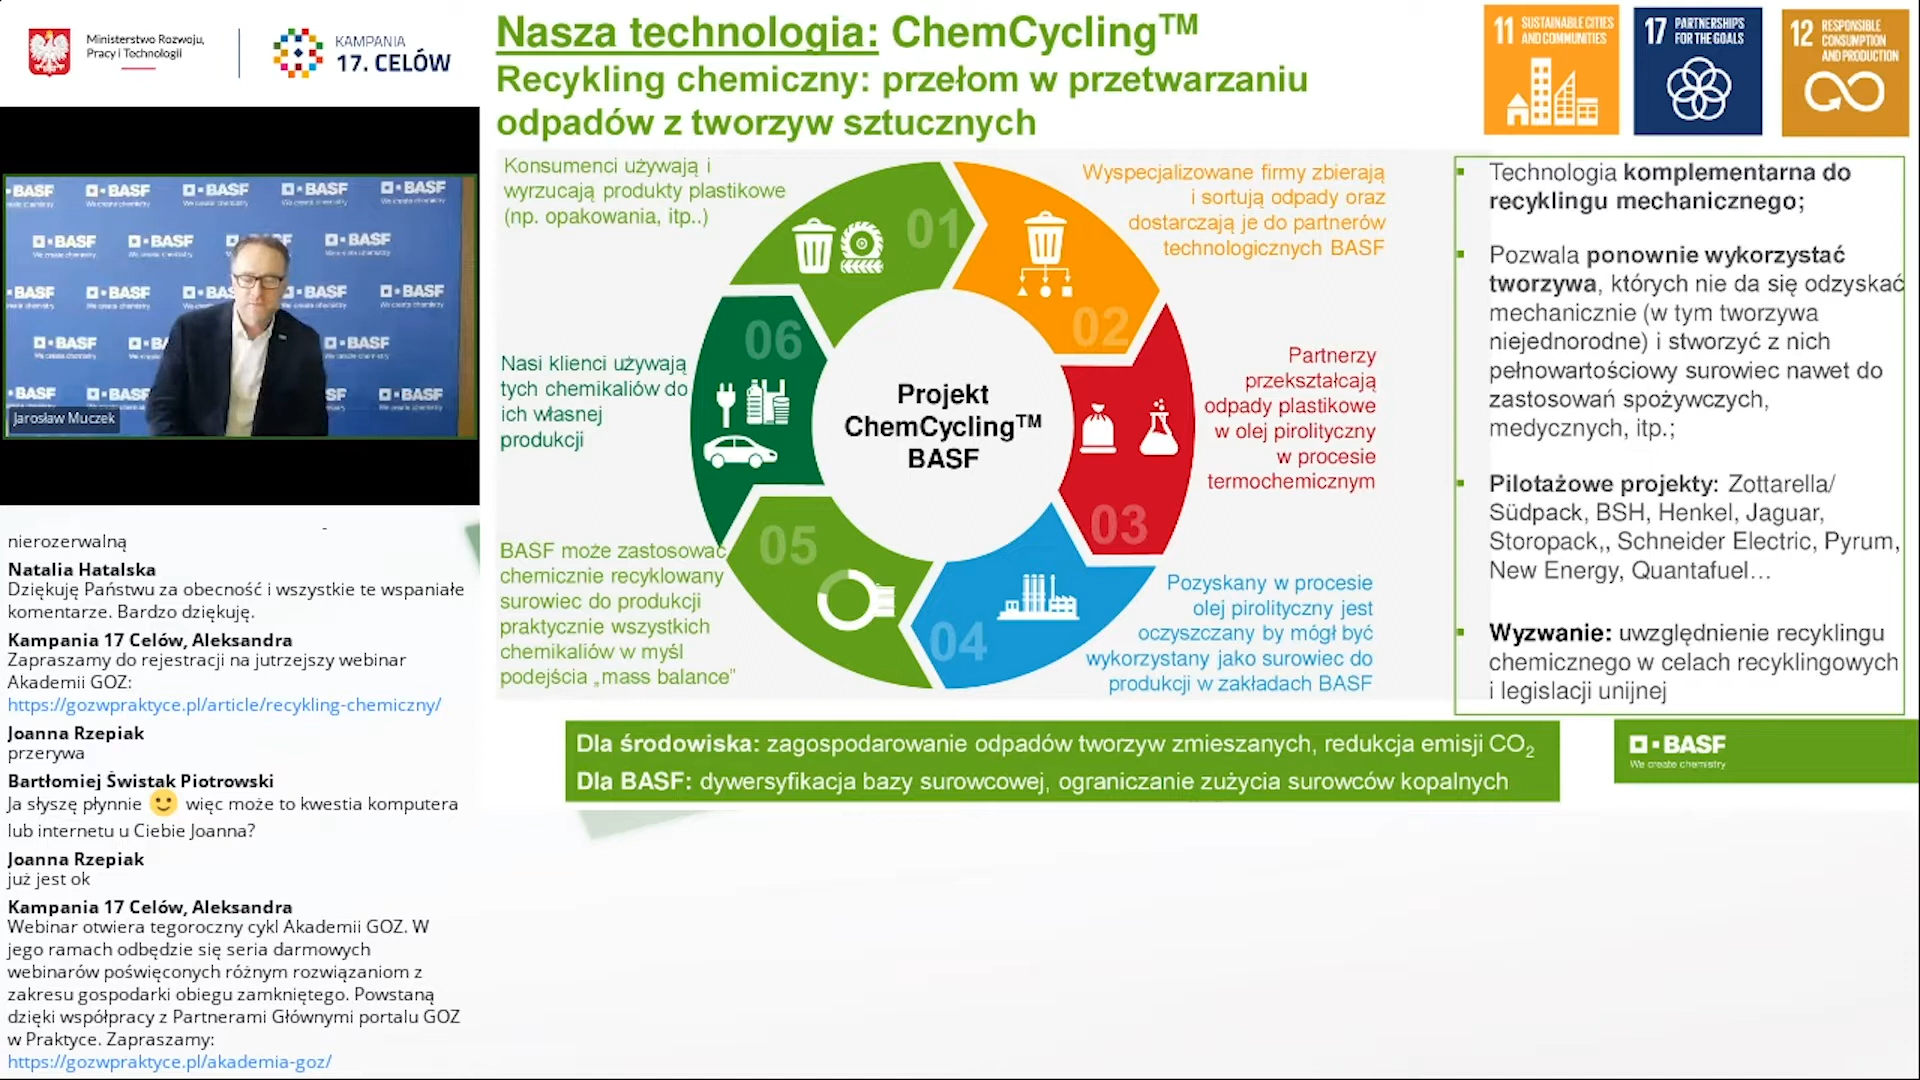 Ministerstwo Rozwoju,
Pracy i Technologii
KAMPANIA
17. CELÓW
Nasza technologia: ChemCycling™
Recykling chemiczny: przełom w przetwarzaniu
odpadów z tworzyw sztucznych
11 SUSTAINABLE CITIES
AND COMMUNITIES
17 PARTNERSHIPS
FOR THE GOALS
12 RESPONSIBLE
CONSUMPTION
AND PRODUCTION
BASF
We create chemistry
Jarosław Muczek
Konsumenci używają i
wyrzucają produkty plastikowe
(np. opakowania, itp..)
01
Wyspecjalizowane firmy zbierają
i sortują odpady oraz
dostarczają je do partnerów
technologicznych BASF
02
Partnerzy
przekształcają
odpady plastikowe
w olej pirolityczny
w procesie
termochemicznym
03
Pozyskany w procesie
olej pirolityczny jest
oczyszczany by mógł być
wykorzystany jako surowiec do
produkcji w zakładach BASF
04
BASF może zastosować
chemicznie recyklowany
surowiec do produkcji
praktycznie wszystkich
chemikaliów w myśl
podejścia „mass balance”
05
Nasi klienci używają
tych chemikaliów do
ich własnej
produkcji
06
Projekt
ChemCycling™
BASF
Technologia komplementarna do
recyklingu mechanicznego;
Pozwala ponownie wykorzystać
tworzywa, których nie da się odzyskać
mechanicznie (w tym tworzywa
niejednorodne) i stworzyć z nich
pełnowartościowy surowiec nawet do
zastosowań spożywczych,
medycznych, itp.;
Pilotażowe projekty: Zottarella/
Südpack, BSH, Henkel, Jaguar,
Storopack,, Schneider Electric, Pyrum,
New Energy, Quantafuel…
Wyzwanie: uwzględnienie recyklingu
chemicznego w celach recyklingowych
i legislacji unijnej
Dla środowiska: zagospodarowanie odpadów tworzyw zmieszanych, redukcja emisji CO₂
Dla BASF: dywersyfikacja bazy surowcowej, ograniczanie zużycia surowców kopalnych
BASF
We create chemistry
nierozerwalną
Natalia Hatalska
Dziękuję Państwu za obecność i wszystkie te wspaniałe
komentarze. Bardzo dziękuję.
Kampania 17 Celów, Aleksandra
Zapraszamy do rejestracji na jutrzejszy webinar
Akademii GOZ:
https://gozwpraktyce.pl/article/recykling-chemiczny/
Joanna Rzepiak
przerywa
Bartłomiej Świstak Piotrowski
Ja słyszę płynnie 🙂 więc może to kwestia komputera
lub internetu u Ciebie Joanna?
Joanna Rzepiak
już jest ok
Kampania 17 Celów, Aleksandra
Webinar otwiera tegoroczny cykl Akademii GOZ. W
jego ramach odbędzie się seria darmowych
webinarów poświęconych różnym rozwiązaniom z
zakresu gospodarki obiegu zamkniętego. Powstaną
dzięki współpracy z Partnerami Głównymi portalu GOZ
w Praktyce. Zapraszamy:
https://gozwpraktyce.pl/akademia-goz/